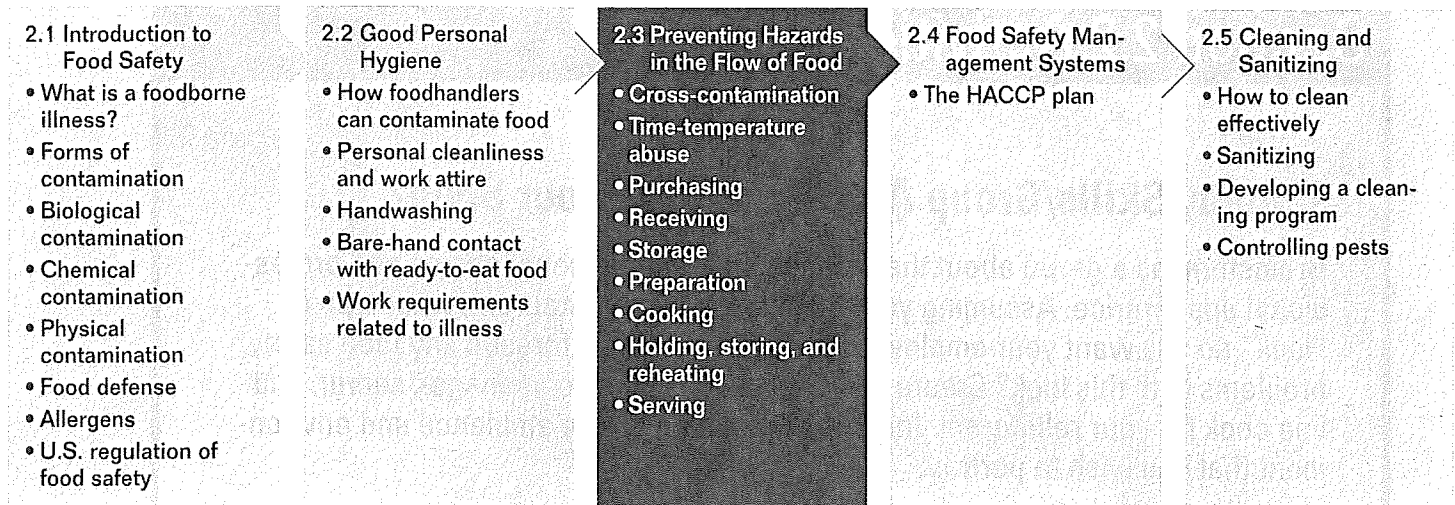 2.1 Introduction to
Food Safety
• What is a foodborne
illness?
• Forms of
contamination
• Biological
contamination
• Chemical
contamination
• Physical
contamination
• Food defense
• Allergens
• U.S. regulation of
food safety
2.2 Good Personal
Hygiene
• How foodhandlers
can contaminate food
• Personal cleanliness
and work attire
• Handwashing
• Bare-hand contact
with ready-to-eat food
• Work requirements
related to illness
2.3 Preventing Hazards
in the Flow of Food
• Cross-contamination
• Time-temperature
abuse
• Purchasing
• Receiving
• Storage
• Preparation
• Cooking
• Holding, storing, and
reheating
• Serving
2.4 Food Safety Man-
agement Systems
• The HACCP plan
2.5 Cleaning and
Sanitizing
• How to clean
effectively
• Sanitizing
• Developing a clean-
ing program
• Controlling pests